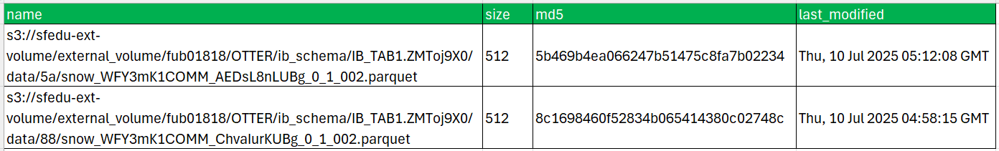 name size md5 last_modified
s3://sfedu-ext-
volume/external_volume/fub01818/OTTER/ib_schema/IB_TAB1.ZMToj9X0/
data/5a/snow_WFY3mK1COMM_AEDsL8nLUBg_0_1_002.parquet
512
5b469b4ea066247b51475c8fa7b02234
Thu, 10 Jul 2025 05:12:08 GMT
s3://sfedu-ext-
volume/external_volume/fub01818/OTTER/ib_schema/IB_TAB1.ZMToj9X0/
data/88/snow_WFY3mK1COMM_ChvalurKUBg_0_1_002.parquet
512
8c1698460f52834b065414380c02748c
Thu, 10 Jul 2025 04:58:15 GMT